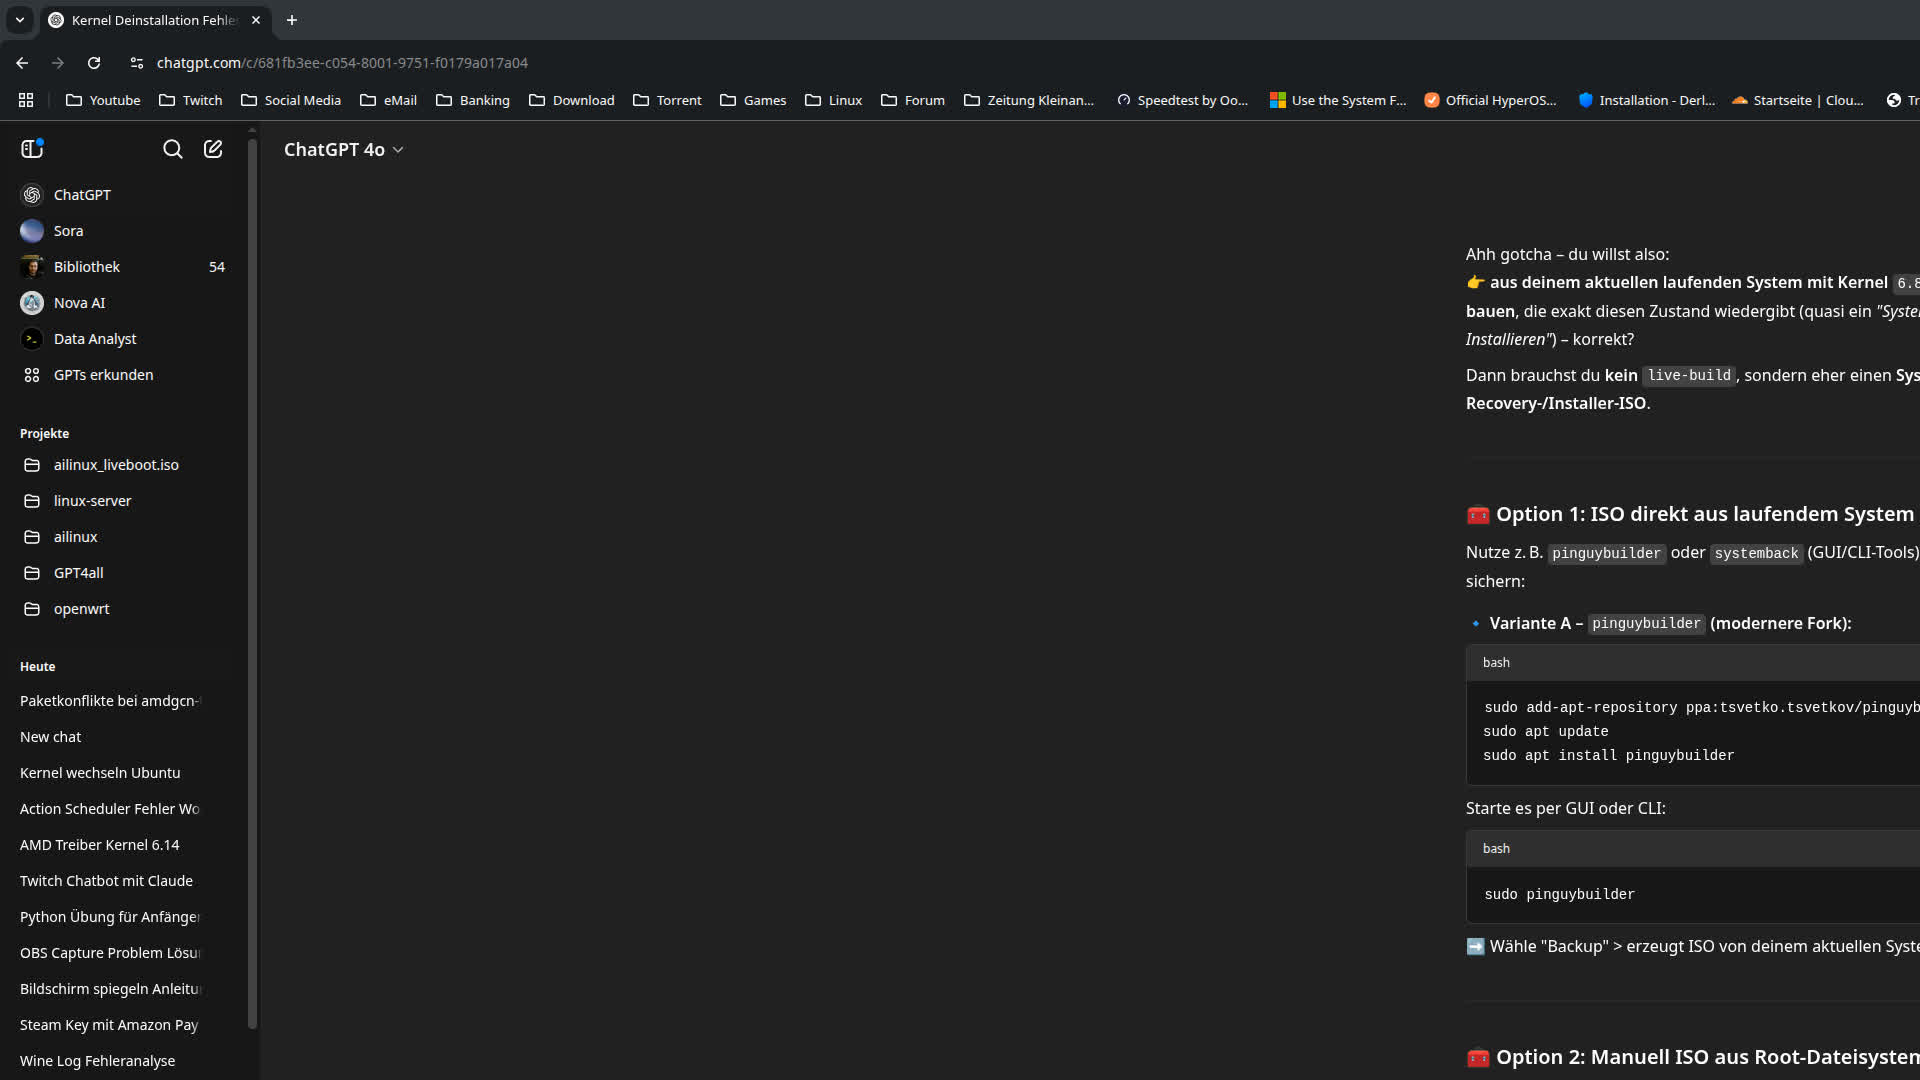 Kernel Deinstallation Fehle
chatgpt.com/c/681fb3ee-c054-8001-9751-f0179a017a04
Youtube Twitch Social Media eMail Banking Download Torrent Games Linux Forum Zeitung Kleinan... Speedtest by Oo... Use the System F... Official HyperOS... Installation - Derl... Startseite | Clou... Tr
ChatGPT 4o
ChatGPT
Sora
Bibliothek 54
Nova AI
Data Analyst
GPTs erkunden
Projekte
ailinux_liveboot.iso
linux-server
ailinux
GPT4all
openwrt
Heute
Paketkonflikte bei amdgcn-
New chat
Kernel wechseln Ubuntu
Action Scheduler Fehler Wo
AMD Treiber Kernel 6.14
Twitch Chatbot mit Claude
Python Übung für Anfänger
OBS Capture Problem Lösu
Bildschirm spiegeln Anleitu
Steam Key mit Amazon Pay
Wine Log Fehleranalyse
Ahh gotcha – du willst also:
👉 aus deinem aktuellen laufenden System mit Kernel 6.8
bauen, die exakt diesen Zustand wiedergibt (quasi ein "Syste
Installieren") – korrekt?
Dann brauchst du kein live-build, sondern eher einen Sys
Recovery-/Installer-ISO.
🧰 Option 1: ISO direkt aus laufendem System
Nutze z. B. pinguybuilder oder systemback (GUI/CLI-Tools)
sichern:
🔹 Variante A – pinguybuilder (modernere Fork):
bash
sudo add-apt-repository ppa:tsvetko.tsvetkov/pinguyb
sudo apt update
sudo apt install pinguybuilder
Starte es per GUI oder CLI:
bash
sudo pinguybuilder
➡️ Wähle "Backup" > erzeugt ISO von deinem aktuellen Syste
🧰 Option 2: Manuell ISO aus Root-Dateisystem